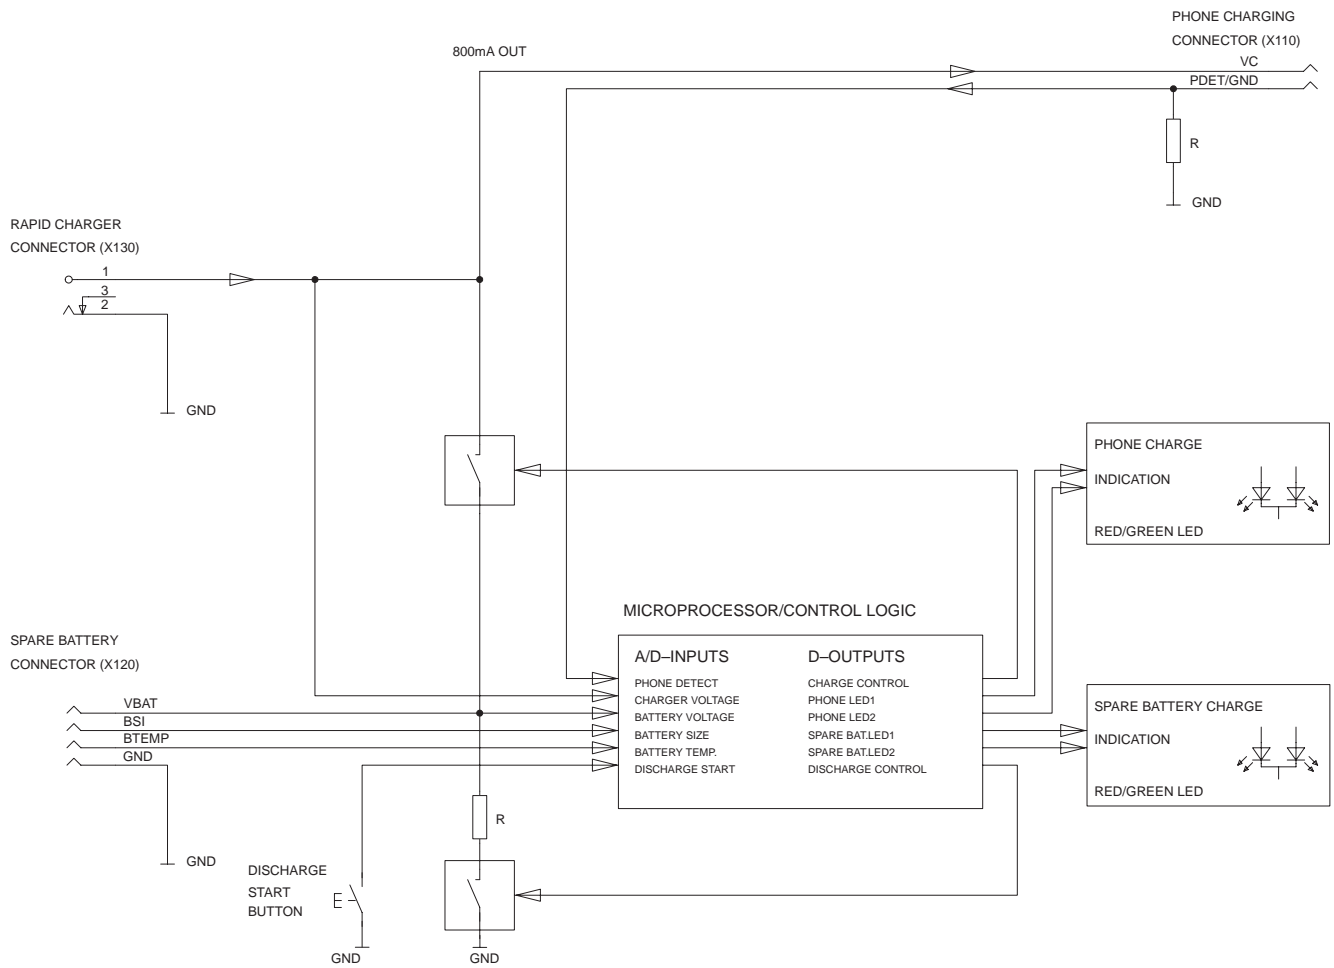 PHONE CHARGING
CONNECTOR (X110)
800mA OUT
VC
PDET/GND
R
GND
RAPID CHARGER
CONNECTOR (X130)
1
3
2
GND
PHONE CHARGE
INDICATION
RED/GREEN LED
MICROPROCESSOR/CONTROL LOGIC
A/D–INPUTS
D–OUTPUTS
PHONE DETECT
CHARGE CONTROL
CHARGER VOLTAGE
PHONE LED1
BATTERY VOLTAGE
PHONE LED2
BATTERY SIZE
SPARE BAT.LED1
BATTERY TEMP.
SPARE BAT.LED2
DISCHARGE START
DISCHARGE CONTROL
SPARE BATTERY
CONNECTOR (X120)
VBAT
BSI
BTEMP
GND
GND
SPARE BATTERY CHARGE
INDICATION
RED/GREEN LED
R
DISCHARGE
START
BUTTON
GND
GND